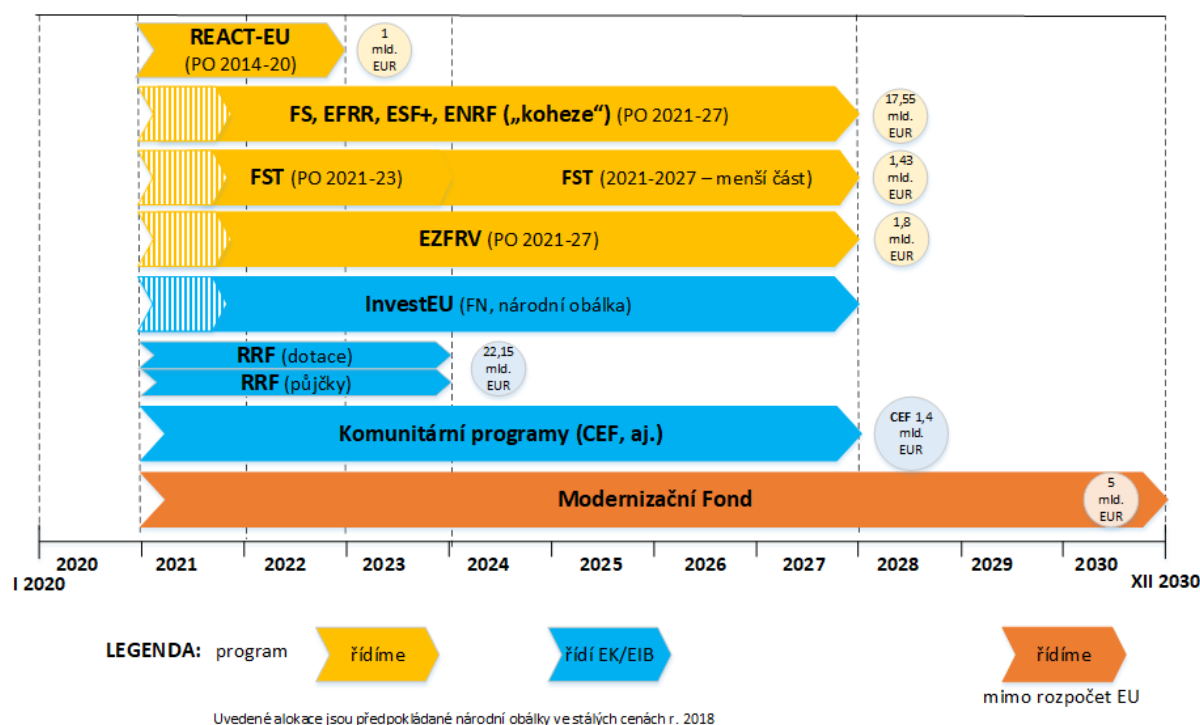 REACT-EU
(PO 2014-20)
1
mld.
EUR
FS, EFRR, ESF+, ENRF („koheze“) (PO 2021-27)
17,55
mld.
EUR
FST (PO 2021-23)
FST (2021-2027 – menší část)
1,43
mld.
EUR
EZFRV (PO 2021-27)
1,8
mld.
EUR
InvestEU (FN, národní obálka)
RRF (dotace)
RRF (půjčky)
22,15
mld.
EUR
Komunitární programy (CEF, aj.)
CEF 1,4
mld.
EUR
Modernizační Fond
5
mld.
EUR
2020 2021 2022 2023 2024 2025 2026 2027 2028 2029 2030
I 2020 XII 2030
LEGENDA: program řídíme řídí EK/EIB řídíme
mimo rozpočet EU
Uvedené alokace jsou předpokládané národní obálky ve stálých cenách r. 2018